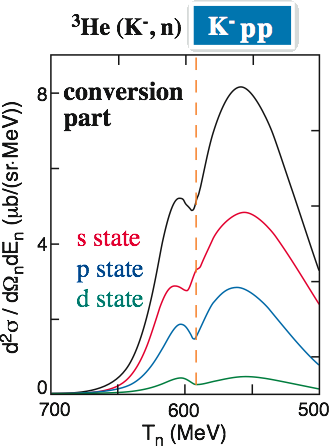 ³He (K⁻, n) K⁻pp
conversion
part
s state
p state
d state
d²σ / dΩₙdEₙ (μb/(sr·MeV))
8
4
0
700 600 500
Tₙ (MeV)